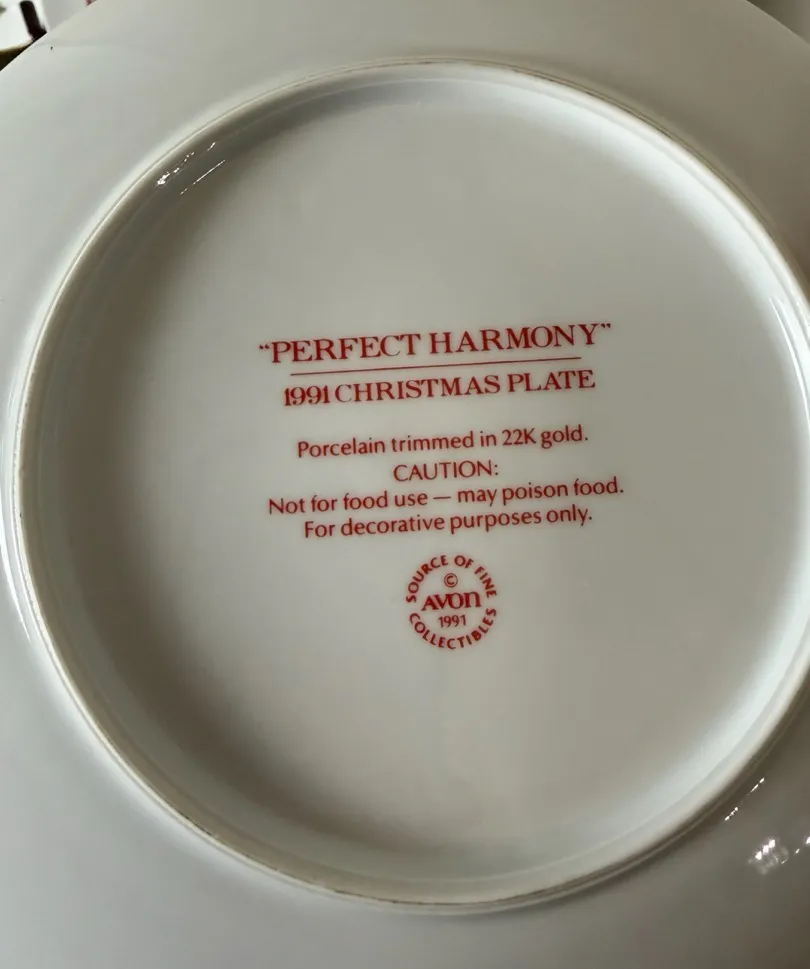 “PERFECT HARMONY”
1991 CHRISTMAS PLATE
Porcelain trimmed in 22K gold.
CAUTION:
Not for food use — may poison food.
For decorative purposes only.
SOURCE OF FINE
©
AVON
1991
COLLECTIBLES